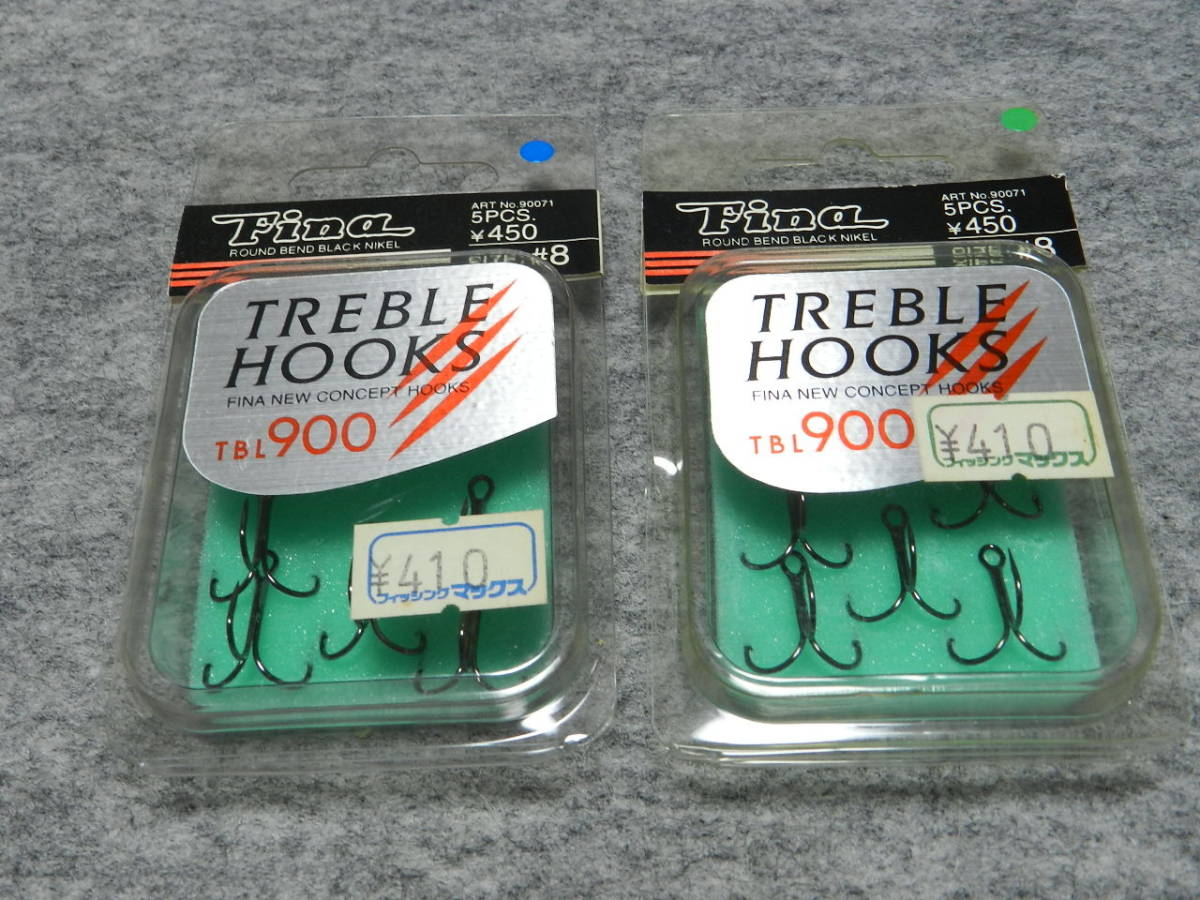 Fina
ROUND BEND BLACK NIKEL
ART No.90071
5PCS.
¥450
SIZE #8
TREBLE
HOOKS
FINA NEW CONCEPT HOOKS
TBL900
¥410
フィッシングマックス
Fina
ROUND BEND BLACK NIKEL
ART No.90071
5PCS.
¥450
SIZE #8
TREBLE
HOOKS
FINA NEW CONCEPT HOOKS
TBL900
¥410
フィッシングマックス